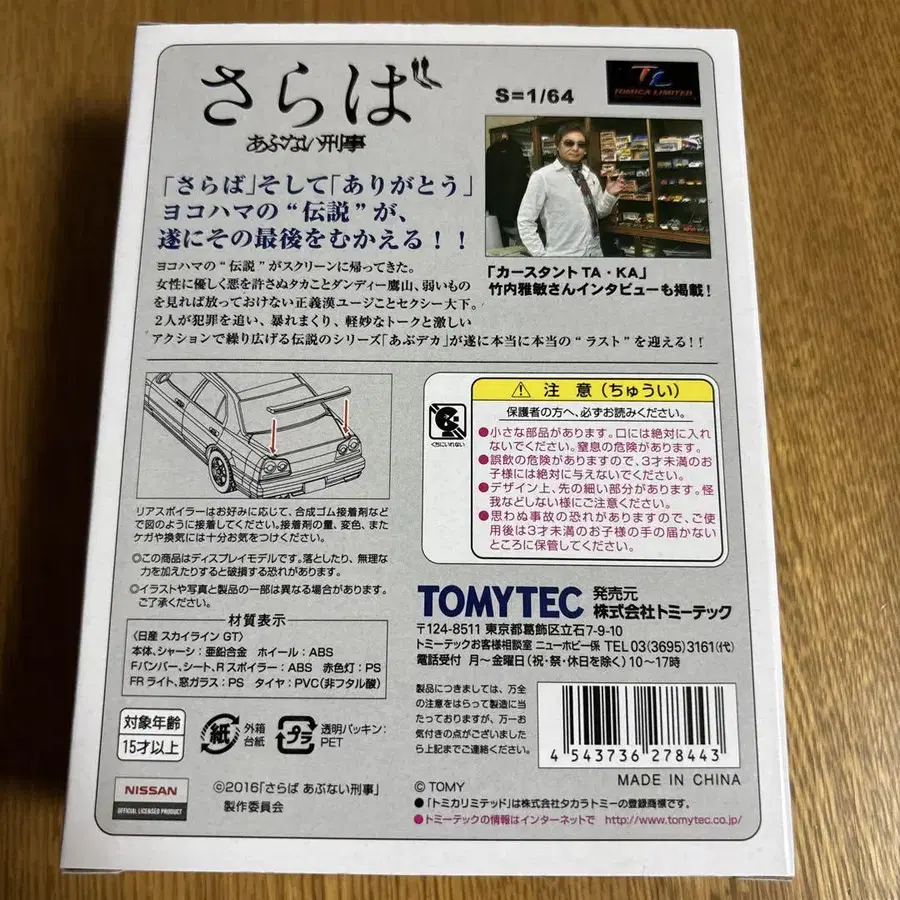 さらば
あぶない刑事
S=1/64
TL
TOMICA LIMITED
「さらば」そして「ありがとう」
ヨコハマの“伝説”が、
遂にその最後をむかえる！！
「カースタント TA・KA」
竹内雅敏さんインタビューも掲載！
ヨコハマの“伝説”がスクリーンに帰ってきた。
女性に優しく悪を許さぬタカことダンディー鷹山、弱いもの
を見れば放っておけない正義漢ユージことセクシー大下。
2人が犯罪を追い、暴れまくり、軽妙なトークと激しい
アクションで繰り広げる伝説のシリーズ「あぶデカ」が遂に本当に本当の“ラスト”を迎える！！
リアスポイラーはお好みに応じて、合成ゴム接着剤など
で図のように接着してください。接着剤の量、変色、また
ケガや換気には十分お気をつけください。
◎この商品はディスプレイモデルです。落としたり、無理な
力を加えたりすると破損する恐れがあります。
◎イラストや写真と製品の一部は異なる場合があります。
ご了承ください。
材質表示
〈日産 スカイライン GT〉
本体、シャーシ：亜鉛合金 ホイール：ABS
Fバンパー、シート、Rスポイラー：ABS 赤色灯：PS
FRライト、窓ガラス：PS タイヤ：PVC(非フタル酸)
対象年齢
15才以上
紙
外箱
台紙
プラ
透明パッキン：
PET
NISSAN
OFFICIAL LICENSED PRODUCT
©2016「さらば あぶない刑事」
製作委員会
⚠ 注意（ちゅうい）
保護者の方へ、必ずお読みください。
くちにいれない
●小さな部品があります。口には絶対に入れ
ないでください。窒息の危険があります。
●誤飲の危険がありますので、3才未満のお
子様には絶対に与えないでください。
●デザイン上、先の細い部分があります。怪
我などしない様にご注意ください。
●思わぬ事故の恐れがありますので、ご使
用後は3才未満のお子様の手の届かない
ところに保管してください。
TOMYTEC 発売元 株式会社トミーテック
〒124-8511 東京都葛飾区立石7-9-10
トミーテックお客様相談室 ニューホビー係 TEL 03(3695)3161(代)
電話受付 月～金曜日(祝・祭・休日を除く)10～17時
製品につきましては、万全
の注意をはらって製造に当
たっておりますが、万一お
気付きの点がございました
ら上記までご連絡ください。
4 543736 278443
MADE IN CHINA
© TOMY
●「トミカリミテッド」は株式会社タカラトミーの登録商標です。
●トミーテックの情報はインターネットで http://www.tomytec.co.jp/